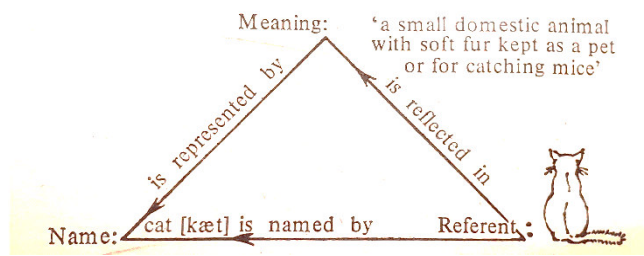 Meaning: ‘a small domestic animal
with soft fur kept as a pet
or for catching mice’
is represented by
is reflected in
Name: cat [kæt] is named by Referent: